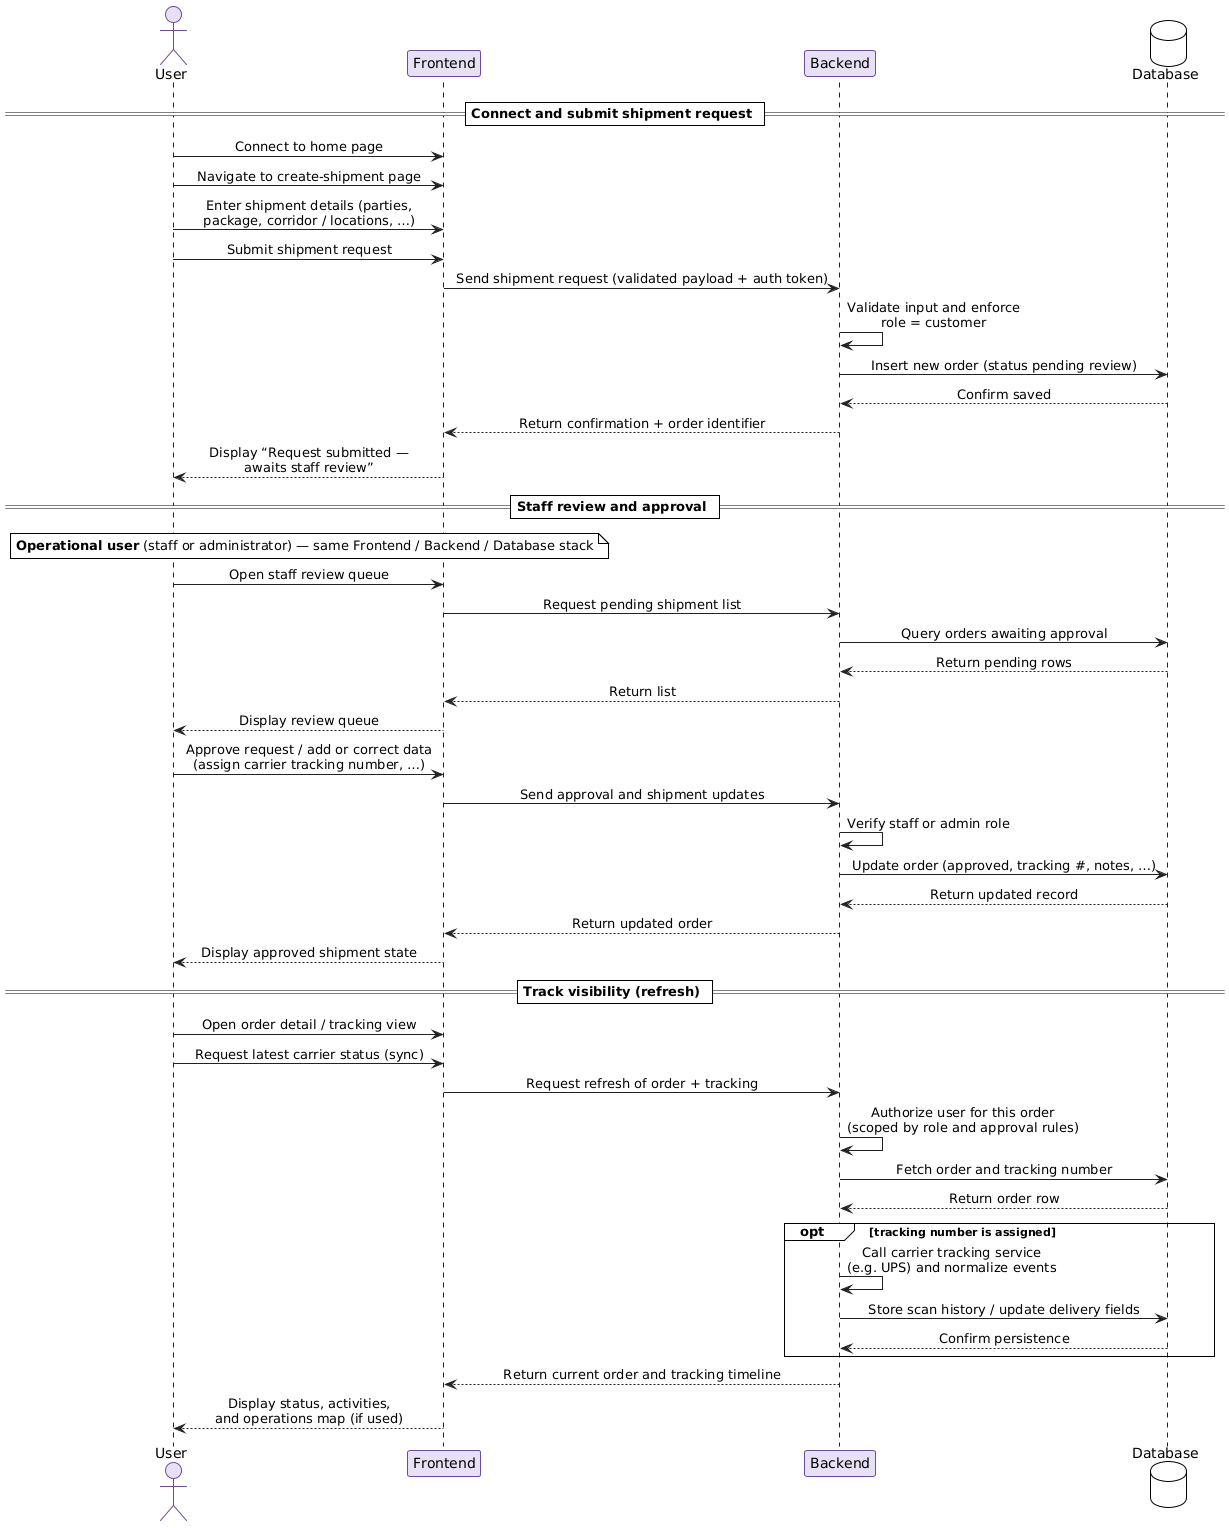 User
Frontend
Backend
Database
Connect and submit shipment request
Connect to home page
Navigate to create-shipment page
Enter shipment details (parties,
package, corridor / locations, ...)
Submit shipment request
Send shipment request (validated payload + auth token)
Validate input and enforce
role = customer
Insert new order (status pending review)
Confirm saved
Return confirmation + order identifier
Display “Request submitted —
awaits staff review”
Staff review and approval
Operational user (staff or administrator) — same Frontend / Backend / Database stack
Open staff review queue
Request pending shipment list
Query orders awaiting approval
Return pending rows
Return list
Display review queue
Approve request / add or correct data
(assign carrier tracking number, ...)
Send approval and shipment updates
Verify staff or admin role
Update order (approved, tracking #, notes, ...)
Return updated record
Return updated order
Display approved shipment state
Track visibility (refresh)
Open order detail / tracking view
Request latest carrier status (sync)
Request refresh of order + tracking
Authorize user for this order
(scoped by role and approval rules)
Fetch order and tracking number
Return order row
opt [tracking number is assigned]
Call carrier tracking service
(e.g. UPS) and normalize events
Store scan history / update delivery fields
Confirm persistence
Return current order and tracking timeline
Display status, activities,
and operations map (if used)
User
Frontend
Backend
Database